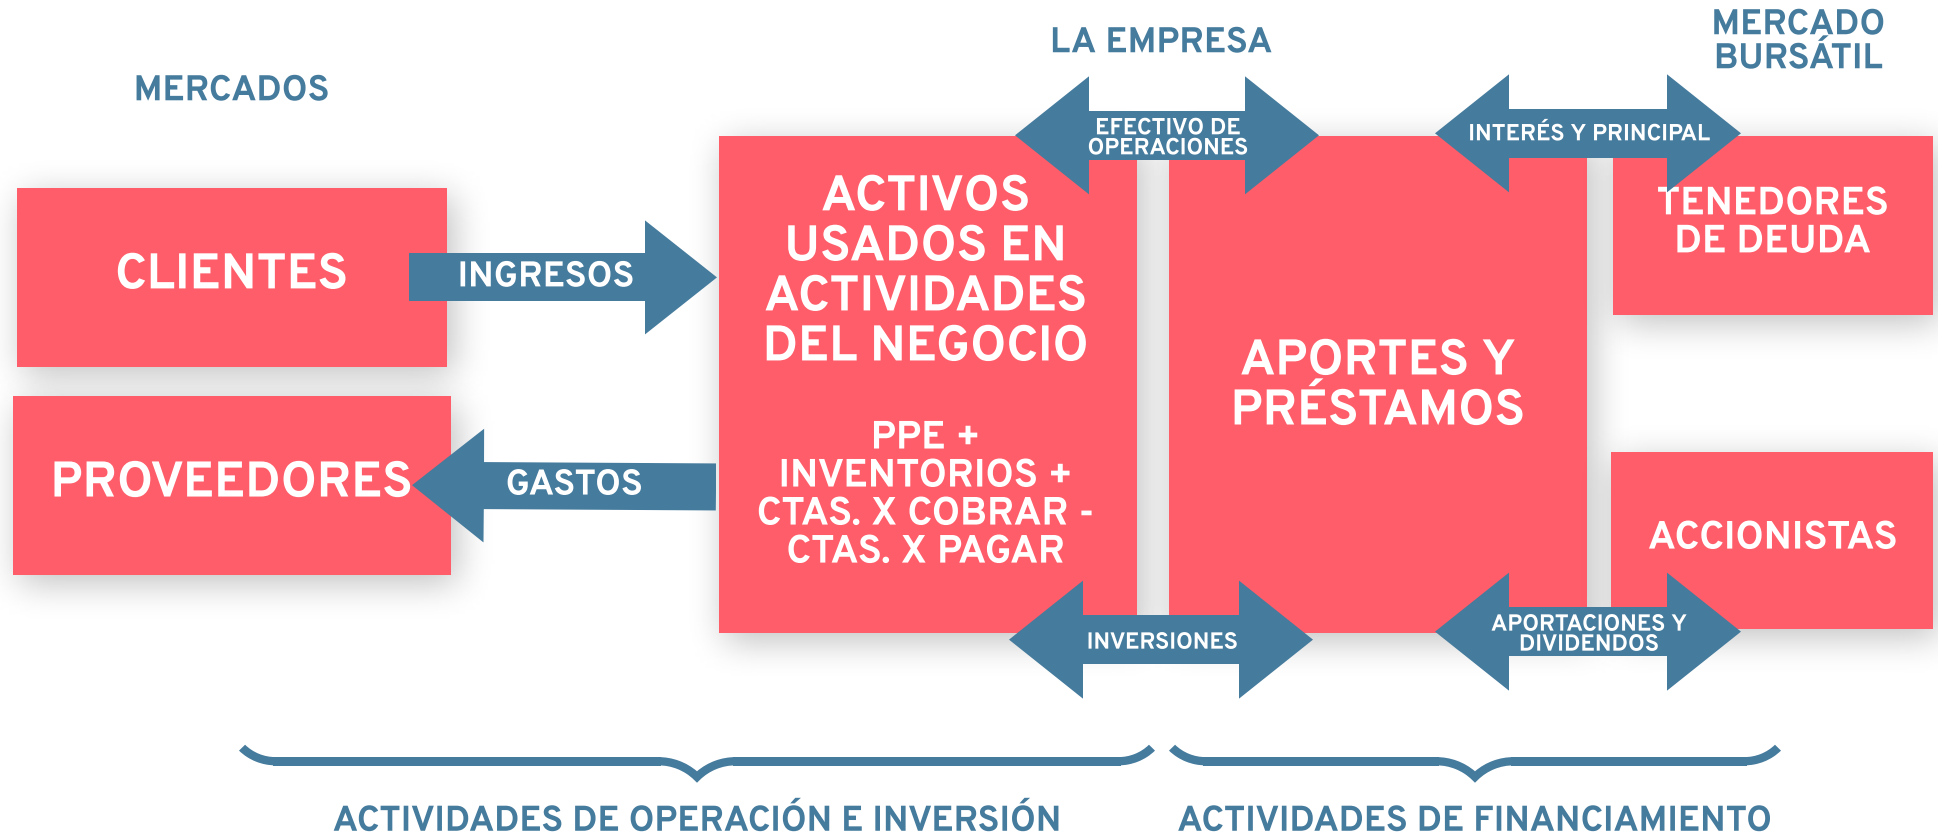 MERCADOS
LA EMPRESA
MERCADO
BURSÁTIL
CLIENTES
INGRESOS
PROVEEDORES
GASTOS
ACTIVOS
USADOS EN
ACTIVIDADES
DEL NEGOCIO
PPE +
INVENTORIOS +
CTAS. X COBRAR -
CTAS. X PAGAR
EFECTIVO DE
OPERACIONES
INVERSIONES
APORTES Y
PRÉSTAMOS
INTERÉS Y PRINCIPAL
TENEDORES
DE DEUDA
ACCIONISTAS
APORTACIONES Y
DIVIDENDOS
ACTIVIDADES DE OPERACIÓN E INVERSIÓN
ACTIVIDADES DE FINANCIAMIENTO